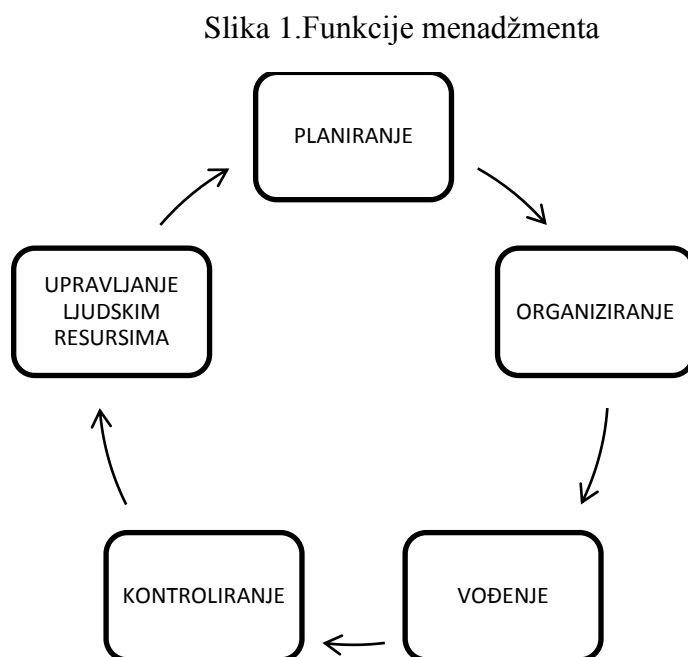 Slika 1.Funkcije menadžmenta
PLANIRANJE
ORGANIZIRANJE
VOĐENJE
KONTROLIRANJE
UPRAVLJANJE
LJUDSKIM
RESURSIMA